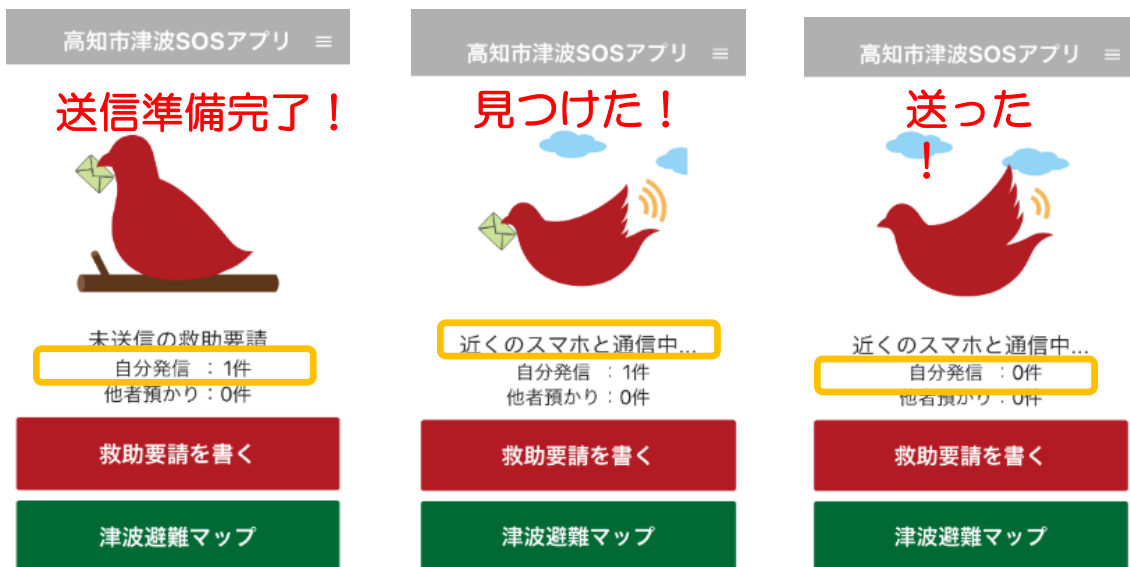 高知市津波SOSアプリ
送信準備完了！
未送信の救助要請
自分発信 ：1件
他者預かり：0件
救助要請を書く
津波避難マップ
高知市津波SOSアプリ
見つけた！
近くのスマホと通信中...
自分発信 ：1件
他者預かり：0件
救助要請を書く
津波避難マップ
高知市津波SOSアプリ
送った
！
近くのスマホと通信中...
自分発信 ：0件
他者預かり：0件
救助要請を書く
津波避難マップ